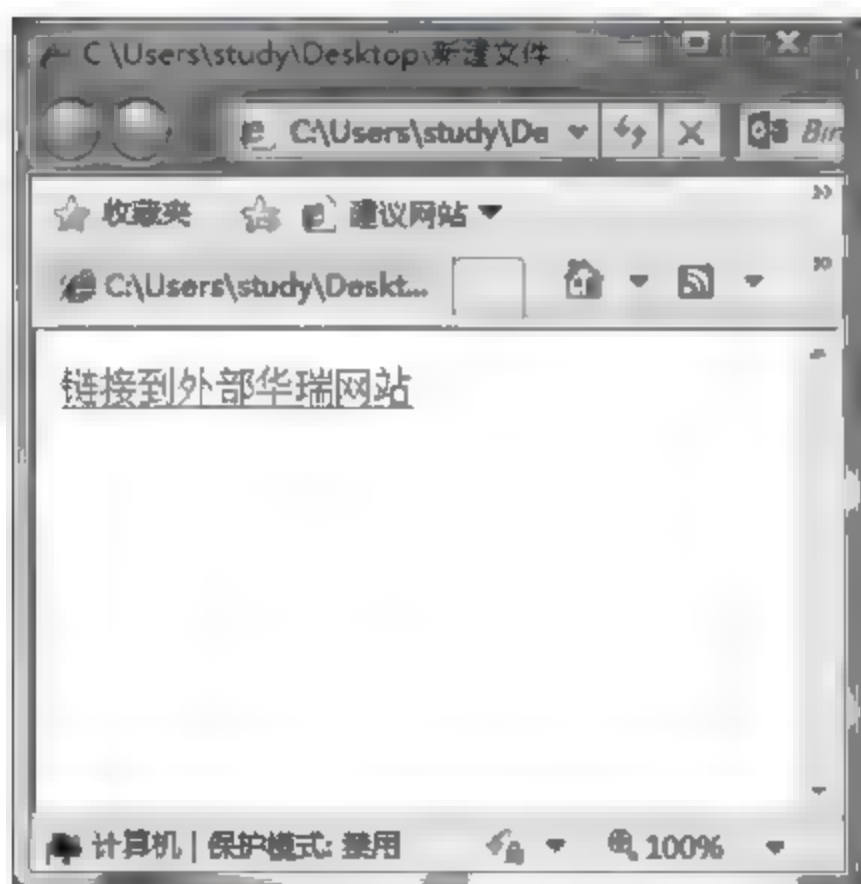 C:\Users\study\Desktop\新建文件
C:\Users\study\De
Bin
收藏夹 建议网站
C:\Users\study\Deskt...
链接到外部华瑞网站
计算机 | 保护模式: 禁用 100%